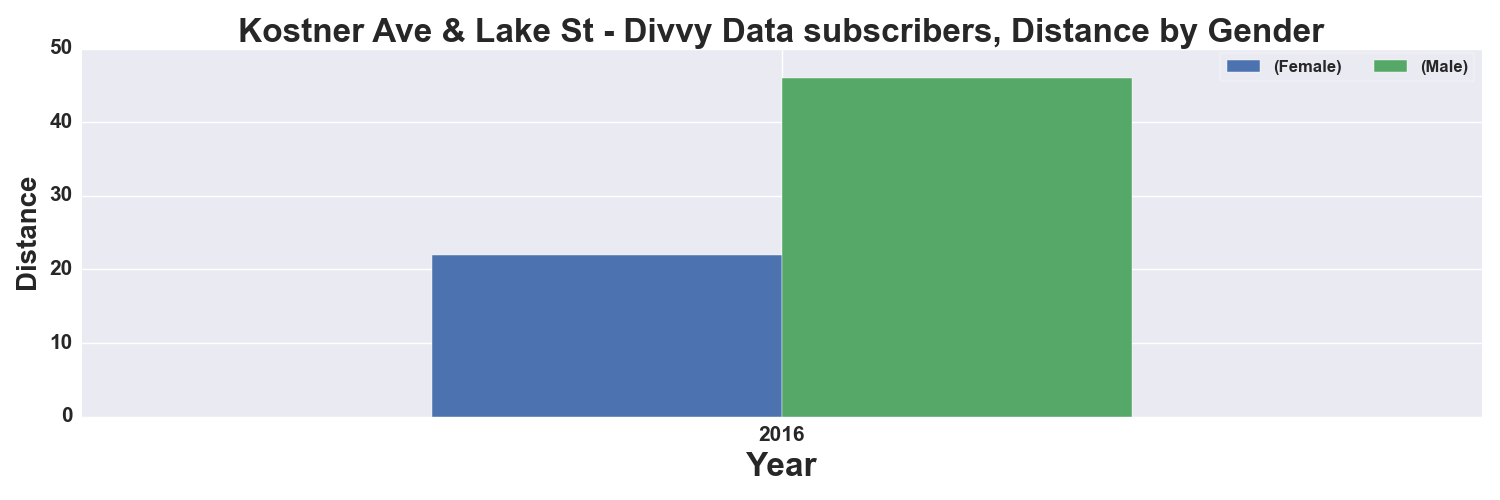 Kostner Ave & Lake St - Divvy Data subscribers, Distance by Gender
(Female) (Male)
50
40
30
20
10
0
Distance
2016
Year